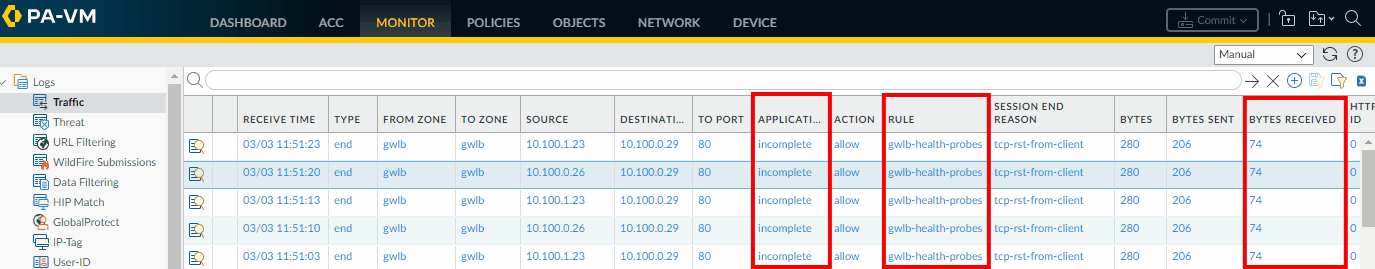 PA-VM DASHBOARD ACC MONITOR POLICIES OBJECTS NETWORK DEVICE Commit
Manual
Logs
Traffic
Threat
URL Filtering
WildFire Submissions
Data Filtering
HIP Match
GlobalProtect
IP-Tag
User-ID
RECEIVE TIME TYPE FROM ZONE TO ZONE SOURCE DESTINATI... TO PORT APPLICATI... ACTION RULE SESSION END REASON BYTES BYTES SENT BYTES RECEIVED HTTP ID
03/03 11:51:23 end gwlb gwlb 10.100.1.23 10.100.0.29 80 incomplete allow gwlb-health-probes tcp-rst-from-client 280 206 74 0
03/03 11:51:20 end gwlb gwlb 10.100.0.26 10.100.0.29 80 incomplete allow gwlb-health-probes tcp-rst-from-client 280 206 74 0
03/03 11:51:13 end gwlb gwlb 10.100.1.23 10.100.0.29 80 incomplete allow gwlb-health-probes tcp-rst-from-client 280 206 74 0
03/03 11:51:10 end gwlb gwlb 10.100.0.26 10.100.0.29 80 incomplete allow gwlb-health-probes tcp-rst-from-client 280 206 74 0
03/03 11:51:03 end gwlb gwlb 10.100.1.23 10.100.0.29 80 incomplete allow gwlb-health-probes tcp-rst-from-client 280 206 74 0